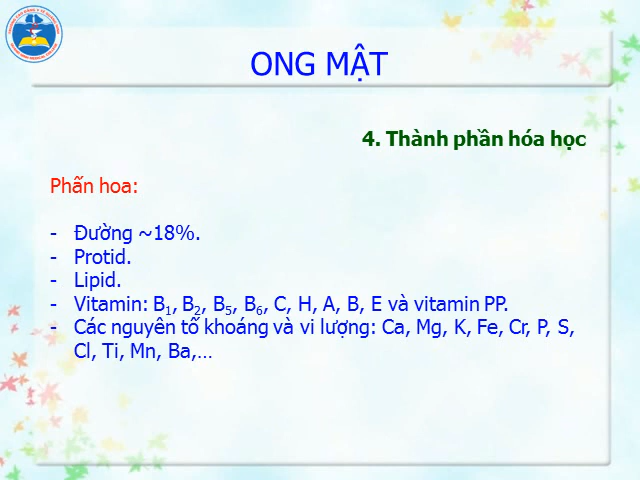 ONG MẬT
4. Thành phần hóa học
Phấn hoa:
- Đường ~18%.
- Protid.
- Lipid.
- Vitamin: B₁, B₂, B₅, B₆, C, H, A, B, E và vitamin PP.
- Các nguyên tố khoáng và vi lượng: Ca, Mg, K, Fe, Cr, P, S,
Cl, Ti, Mn, Ba,...